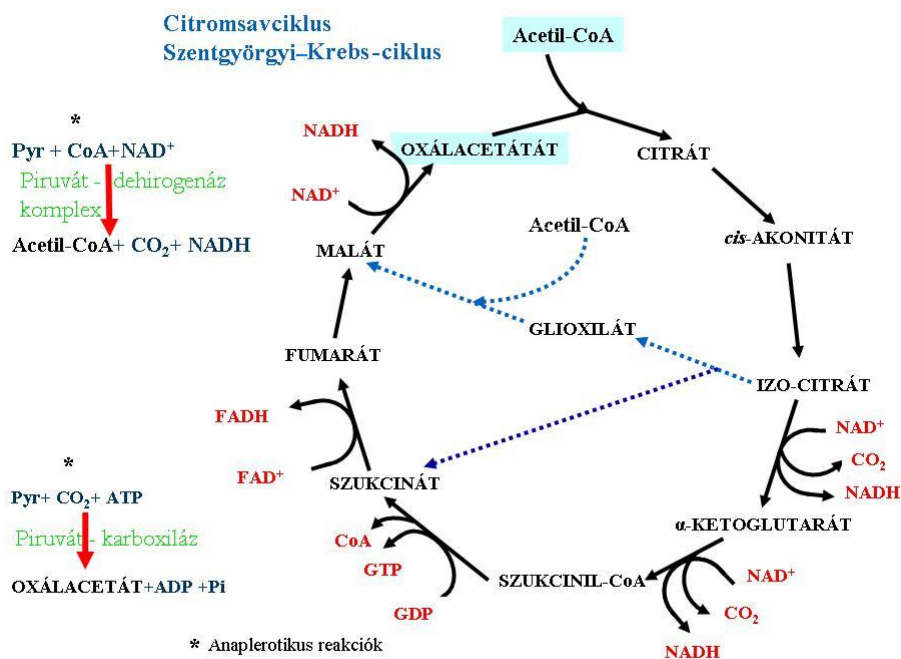 Citromsavciklus
Szentgyörgyi–Krebs-ciklus
Acetil-CoA
*
Pyr + CoA+NAD⁺
Piruvát - dehirogenáz
komplex
Acetil-CoA+ CO₂+ NADH
NADH
OXÁLACETÁTÁT
CITRÁT
NAD⁺
Acetil-CoA
cis-AKONITÁT
MALÁT
GLIOXILÁT
FUMARÁT
IZO-CITRÁT
FADH
NAD⁺
CO₂
NADH
*
FAD⁺
SZUKCINÁT
Pyr+ CO₂+ ATP
Piruvát - karboxiláz
α-KETOGLUTARÁT
CoA
GTP
SZUKCINIL-CoA
NAD⁺
OXÁLACETÁT+ADP +Pi
GDP
CO₂
NADH
* Anaplerotikus reakciók